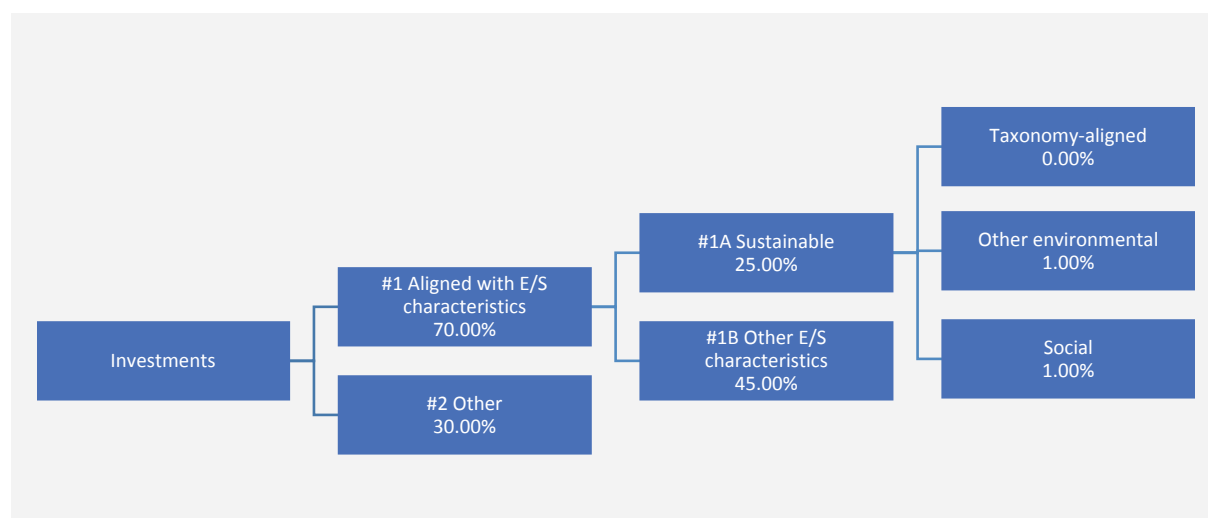 Investments
#1 Aligned with E/S
characteristics
70.00%
#2 Other
30.00%
#1A Sustainable
25.00%
#1B Other E/S
characteristics
45.00%
Taxonomy-aligned
0.00%
Other environmental
1.00%
Social
1.00%